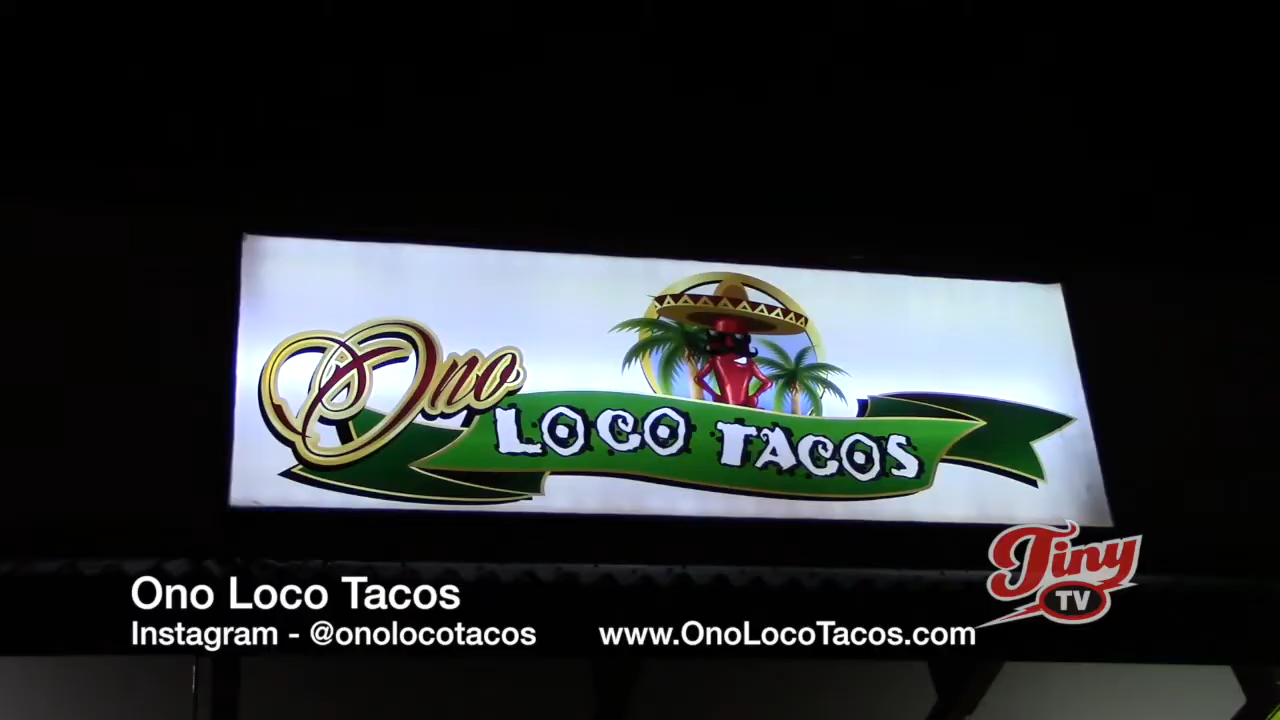 Ono
LOCO TACOS
Tiny
TV
Ono Loco Tacos
Instagram - @onolocotacos www.OnoLocoTacos.com